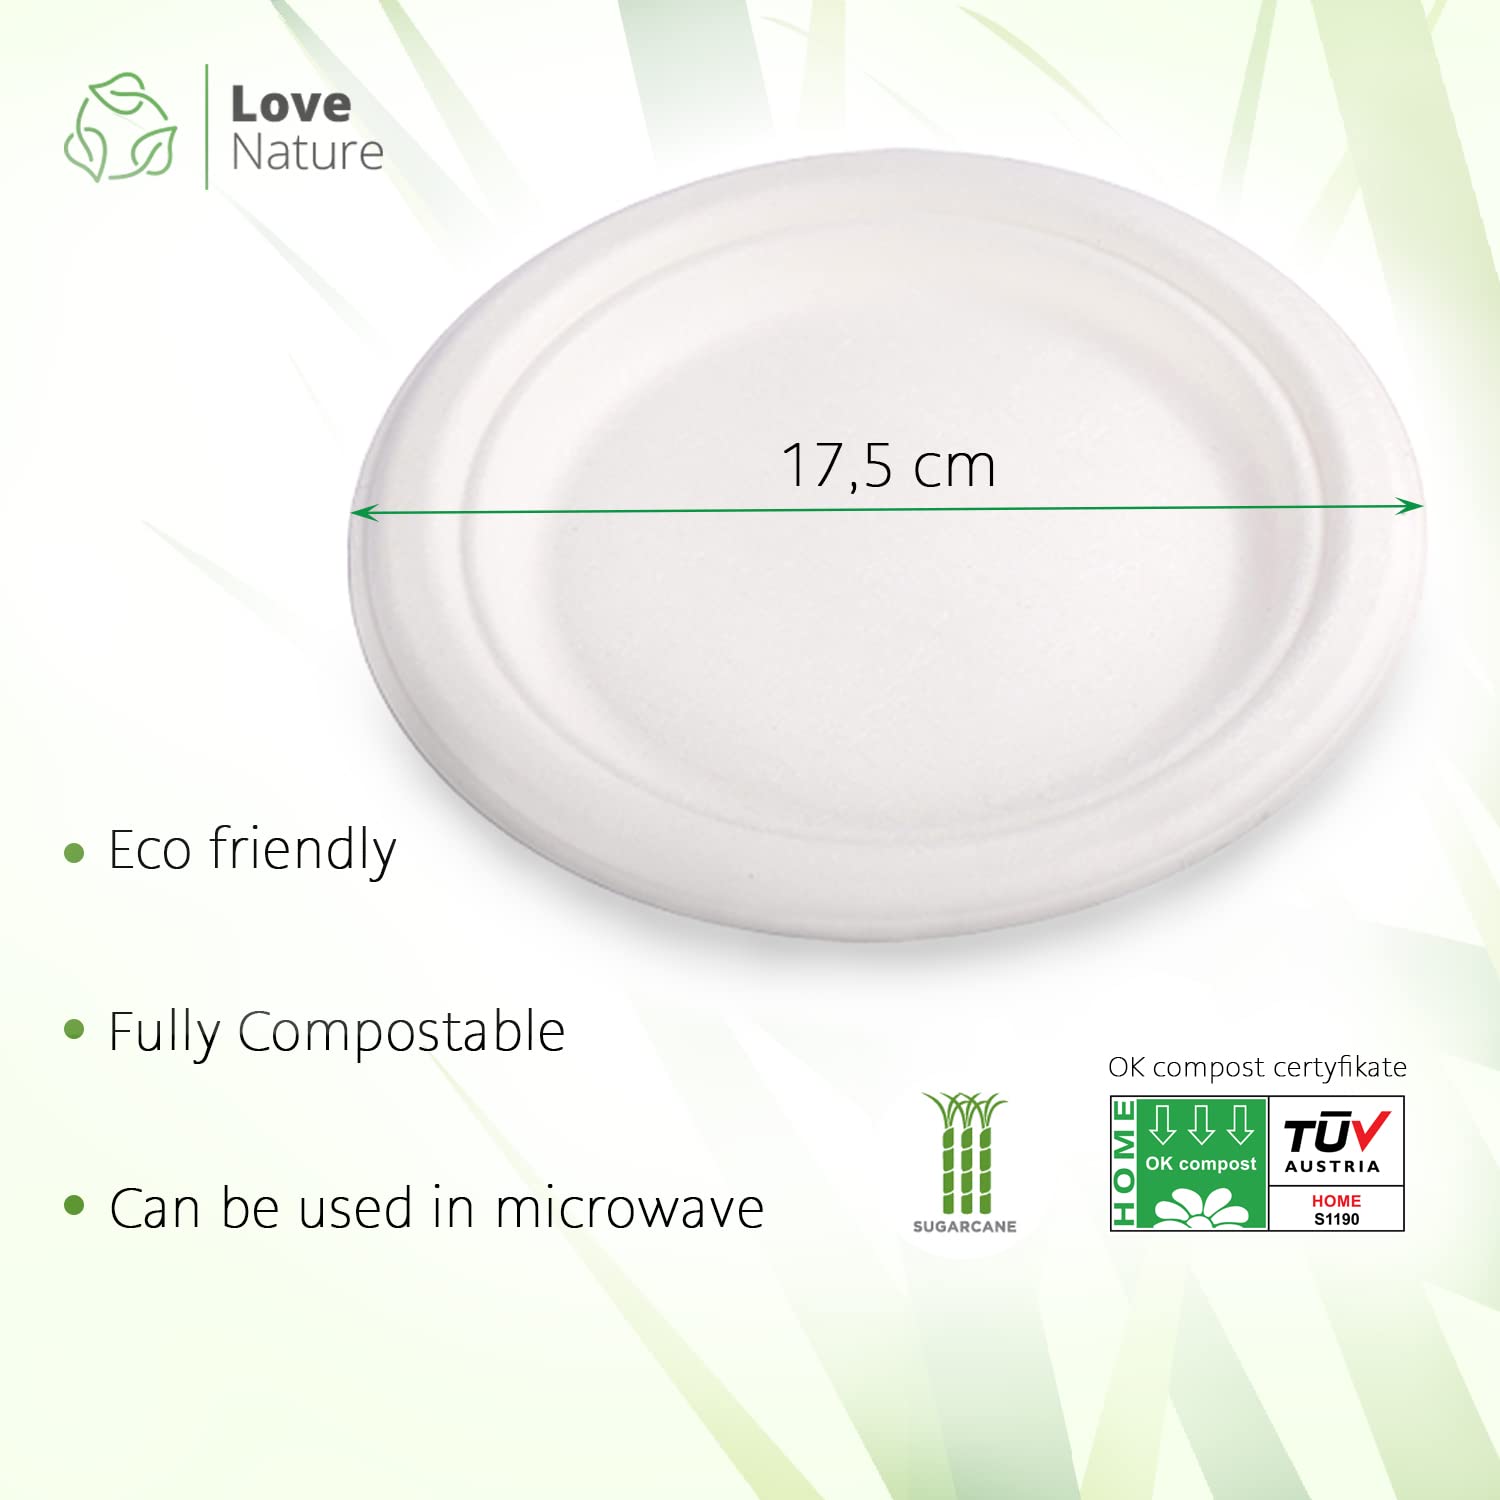 Love
Nature
17,5 cm
Eco friendly
Fully Compostable
Can be used in microwave
SUGARCANE
OK compost certyfikate
HOME
OK compost
TÜV
AUSTRIA
HOME
S1190